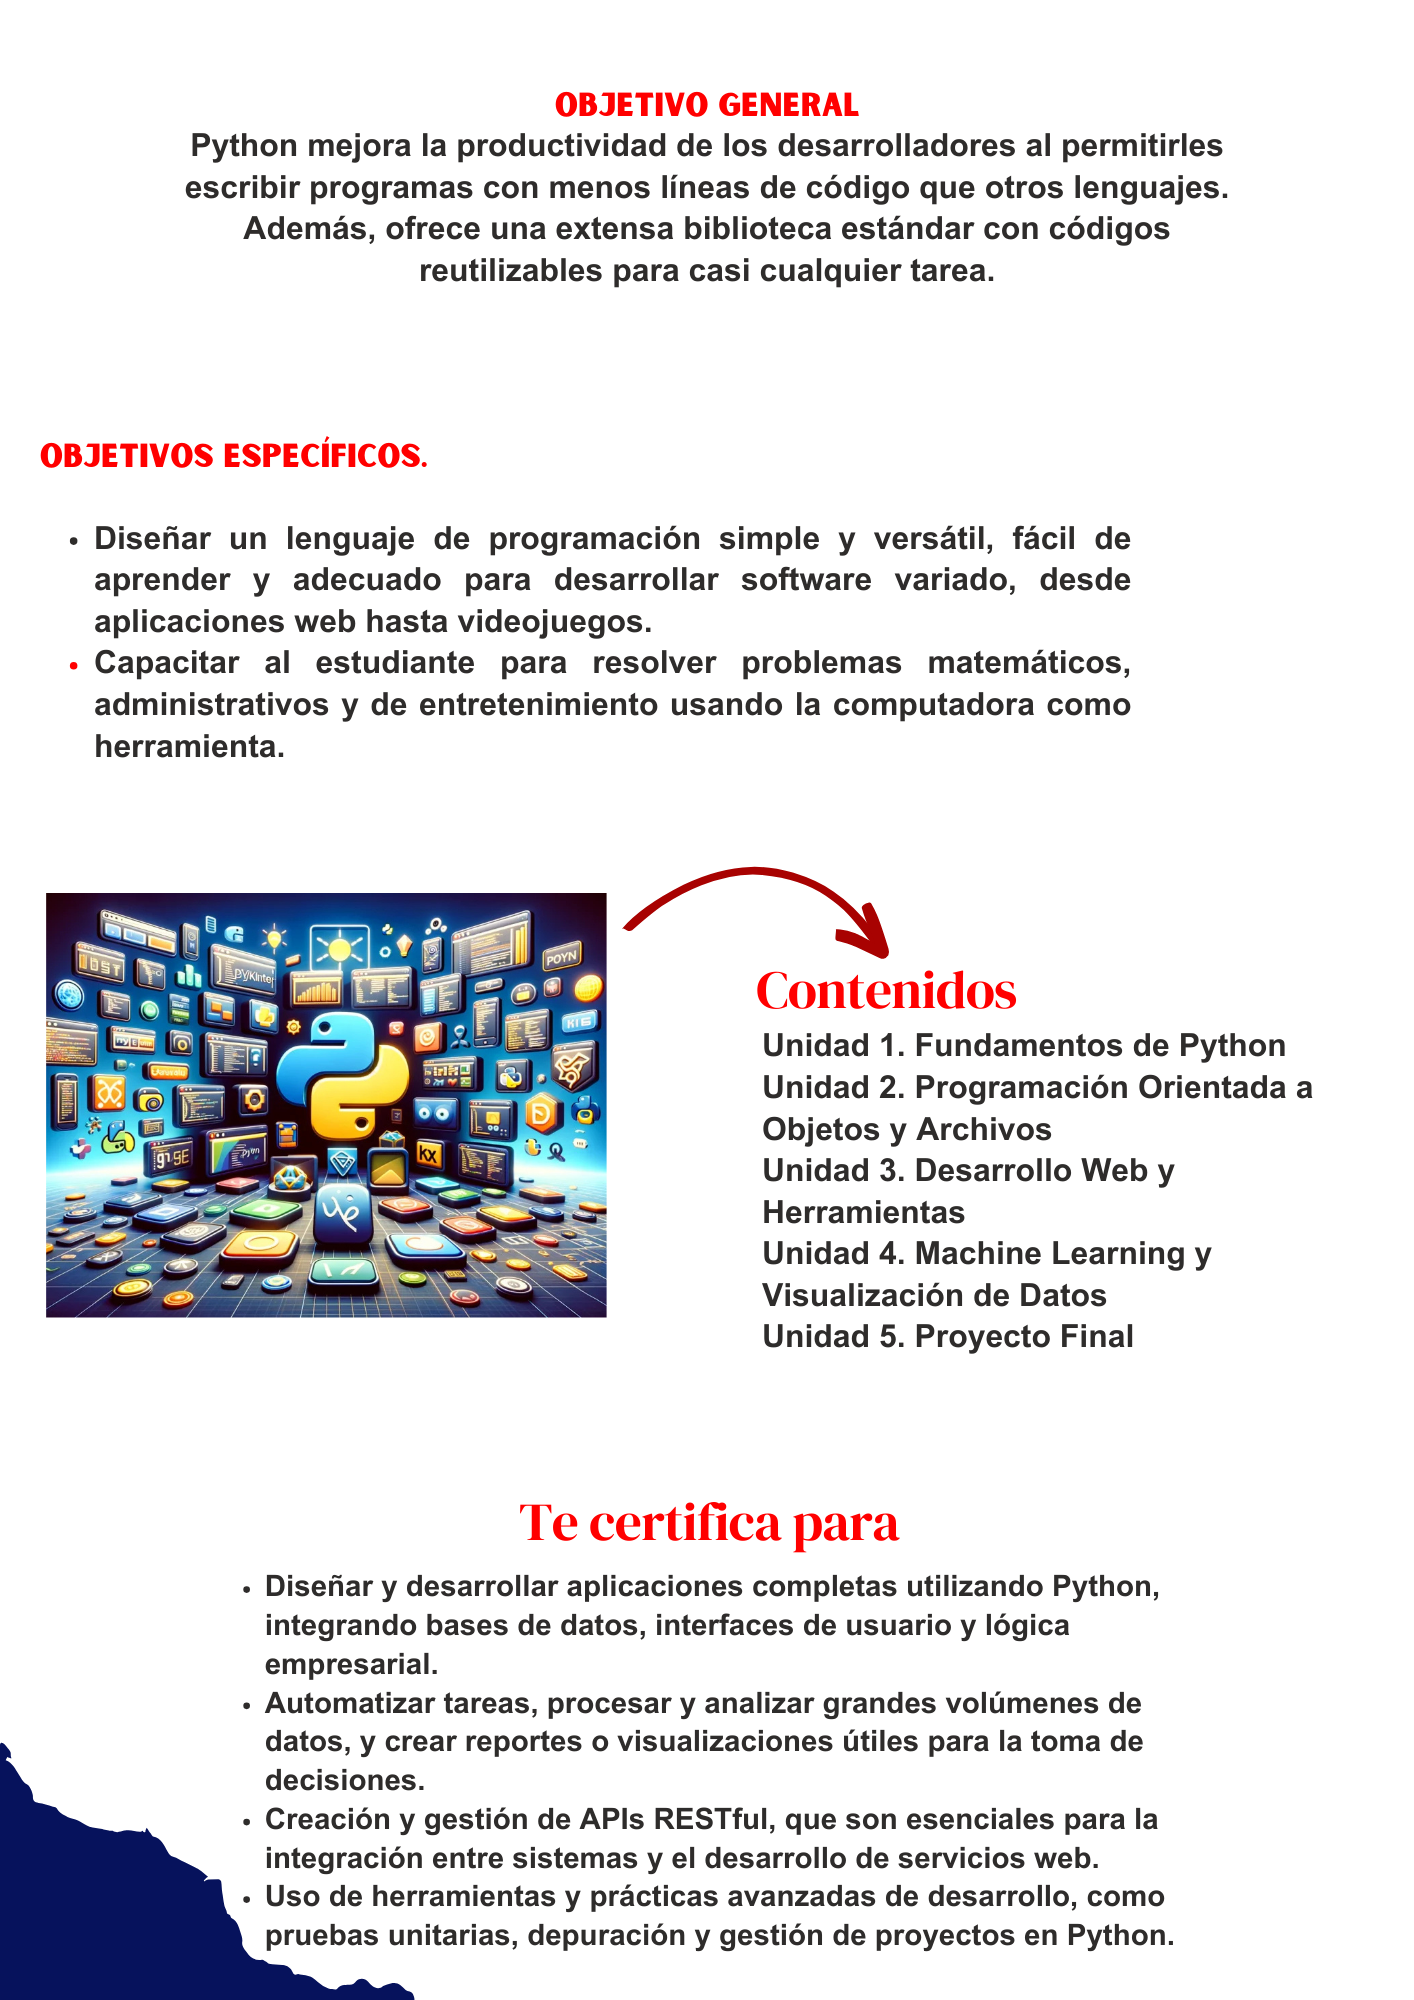 OBJETIVO GENERAL
Python mejora la productividad de los desarrolladores al permitirles
escribir programas con menos líneas de código que otros lenguajes.
Además, ofrece una extensa biblioteca estándar con códigos
reutilizables para casi cualquier tarea.
OBJETIVOS ESPECÍFICOS.
• Diseñar un lenguaje de programación simple y versátil, fácil de
aprender y adecuado para desarrollar software variado, desde
aplicaciones web hasta videojuegos.
• Capacitar al estudiante para resolver problemas matemáticos,
administrativos y de entretenimiento usando la computadora como
herramienta.
POYN
kx
Contenidos
Unidad 1. Fundamentos de Python
Unidad 2. Programación Orientada a
Objetos y Archivos
Unidad 3. Desarrollo Web y
Herramientas
Unidad 4. Machine Learning y
Visualización de Datos
Unidad 5. Proyecto Final
Te certifica para
• Diseñar y desarrollar aplicaciones completas utilizando Python,
integrando bases de datos, interfaces de usuario y lógica
empresarial.
• Automatizar tareas, procesar y analizar grandes volúmenes de
datos, y crear reportes o visualizaciones útiles para la toma de
decisiones.
• Creación y gestión de APIs RESTful, que son esenciales para la
integración entre sistemas y el desarrollo de servicios web.
• Uso de herramientas y prácticas avanzadas de desarrollo, como
pruebas unitarias, depuración y gestión de proyectos en Python.